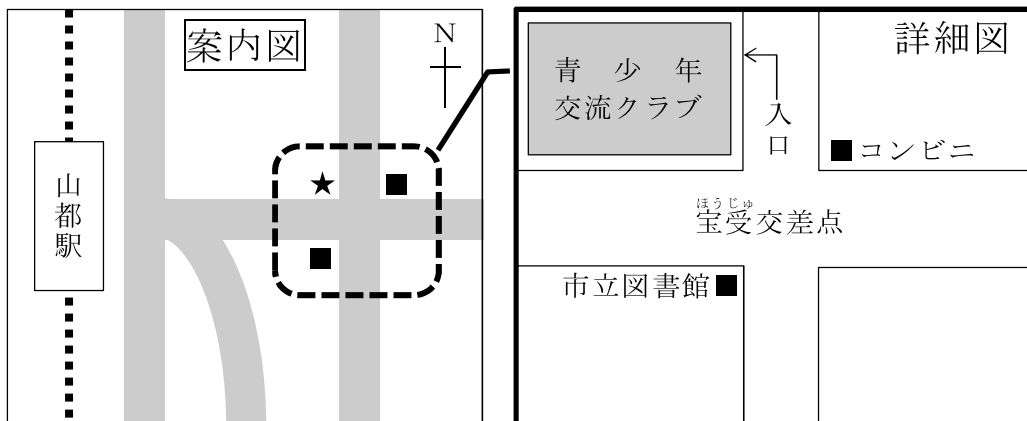 案内図
N
山都駅
詳細図
青少年
交流クラブ
入口
コンビニ
ほうじゅ
宝受交差点
市立図書館